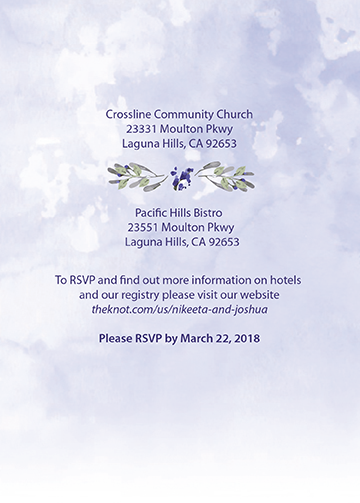 Crossline Community Church
23331 Moulton Pkwy
Laguna Hills, CA 92653
Pacific Hills Bistro
23551 Moulton Pkwy
Laguna Hills, CA 92653
To RSVP and find out more information on hotels
and our registry please visit our website
theknot.com/us/nikeeta-and-joshua
Please RSVP by March 22, 2018